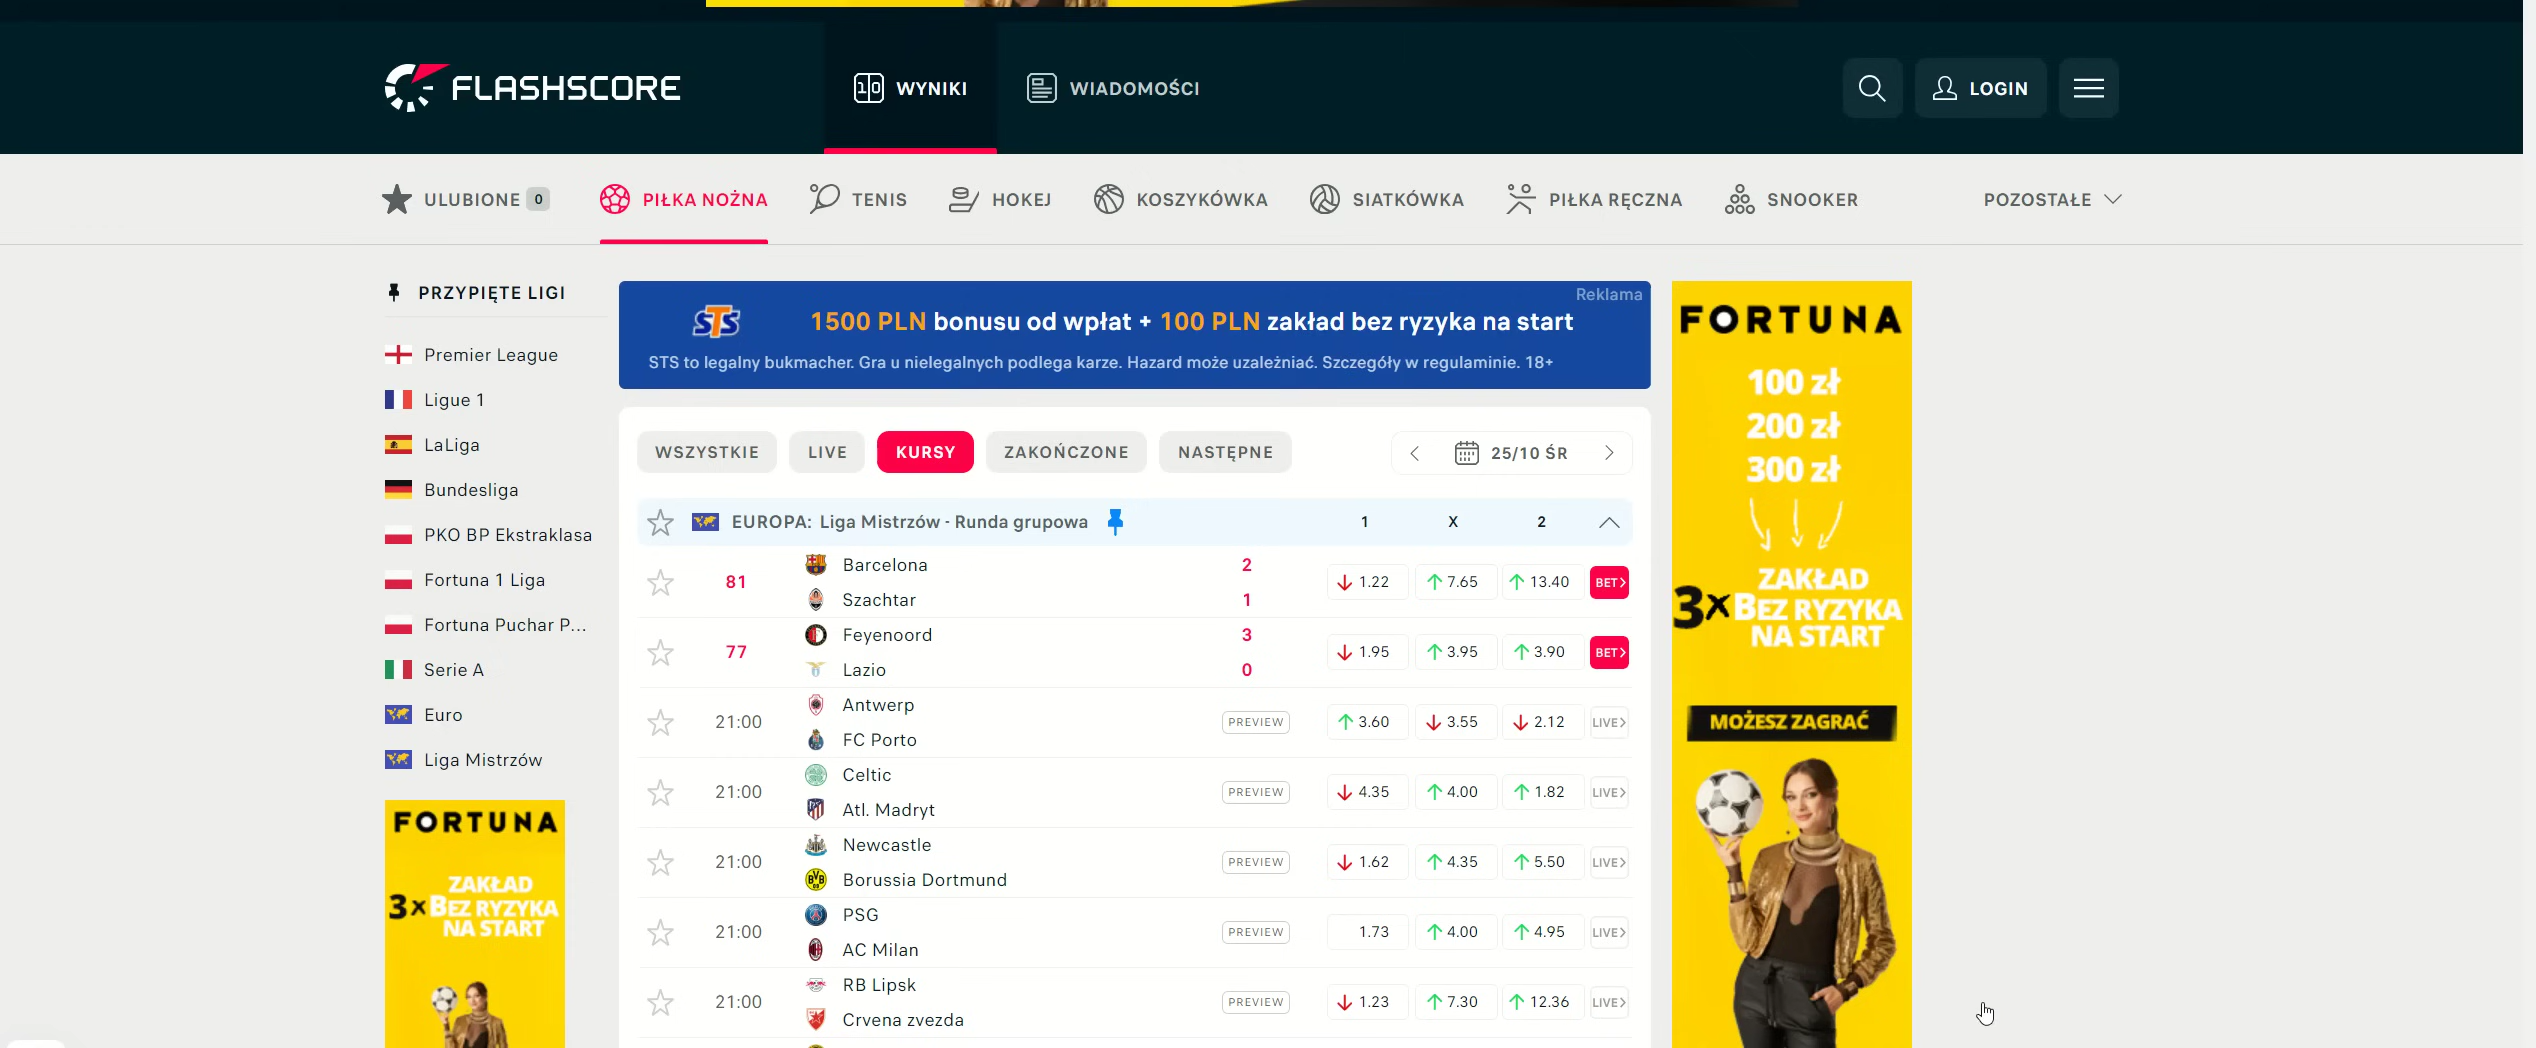 FLASHSCORE
WYNIKI
WIADOMOŚCI
LOGIN
ULUBIONE 0
PIŁKA NOŻNA
TENIS
HOKEJ
KOSZYKÓWKA
SIATKÓWKA
PIŁKA RĘCZNA
SNOOKER
POZOSTAŁE
PRZYPIĘTE LIGI
Premier League
Ligue 1
LaLiga
Bundesliga
PKO BP Ekstraklasa
Fortuna 1 Liga
Fortuna Puchar P...
Serie A
Euro
Liga Mistrzów
FORTUNA
ZAKŁAD
3x BEZ RYZYKA
NA START
Reklama
STS
1500 PLN bonusu od wpłat + 100 PLN zakład bez ryzyka na start
STS to legalny bukmacher. Gra u nielegalnych podlega karze. Hazard może uzależniać. Szczegóły w regulaminie. 18+
WSZYSTKIE LIVE KURSY ZAKOŃCZONE NASTĘPNE 25/10 ŚR
EUROPA: Liga Mistrzów - Runda grupowa 1 X 2
81 Barcelona 2 1.22 7.65 13.40 BET
Szachtar 1
77 Feyenoord 3 1.95 3.95 3.90 BET
Lazio 0
21:00 Antwerp PREVIEW 3.60 3.55 2.12 LIVE
FC Porto
21:00 Celtic PREVIEW 4.35 4.00 1.82 LIVE
Atl. Madryt
21:00 Newcastle PREVIEW 1.62 4.35 5.50 LIVE
Borussia Dortmund
21:00 PSG PREVIEW 1.73 4.00 4.95 LIVE
AC Milan
21:00 RB Lipsk PREVIEW 1.23 7.30 12.36 LIVE
Crvena zvezda
FORTUNA
100 zł
200 zł
300 zł
ZAKŁAD
3x BEZ RYZYKA
NA START
MOŻESZ ZAGRAĆ